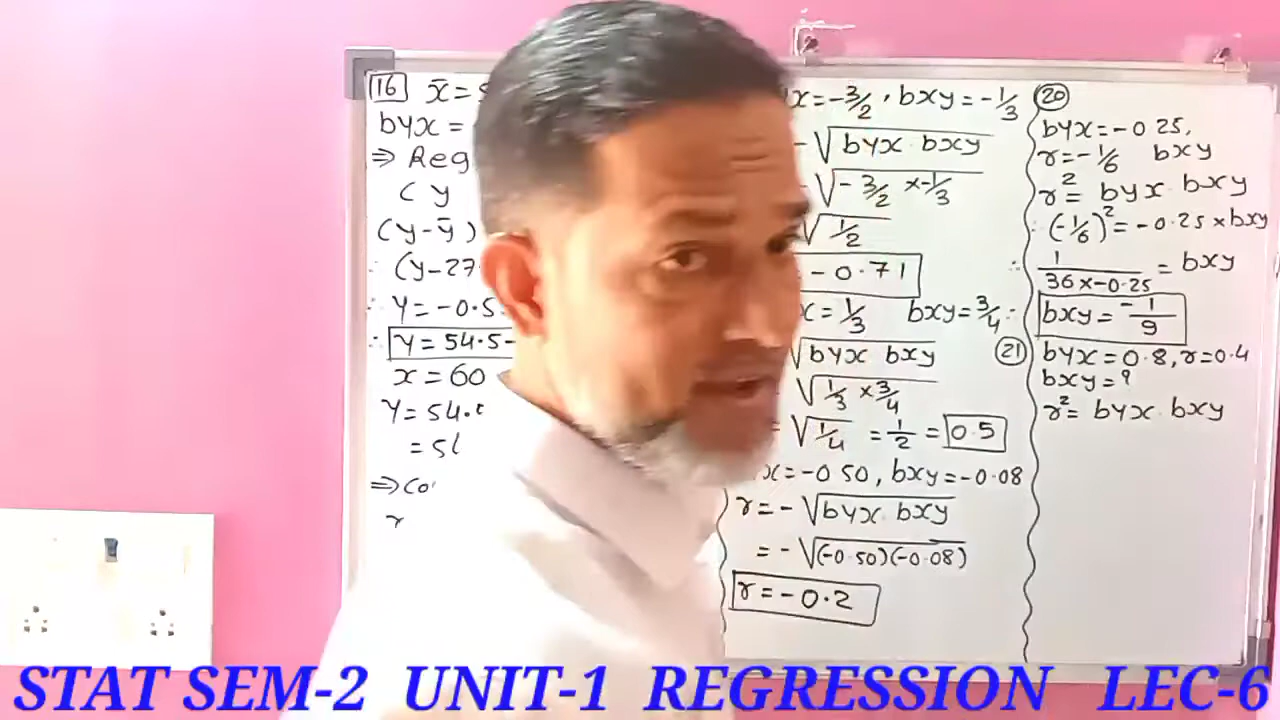 16 x̄ =
byx =
⇒ Reg
( y
(y-ȳ)
∴ (y-27
∴ y = -0.5
∴ y = 54.5-
x = 60
y = 54.
=
⇒ Co
r
x = -3/2 , bxy = -1/3
- √byx bxy
√-3/2 × -1/3
√1/2
-0.71
x = 1/3 bxy = 3/4
√byx bxy
√1/3 × 3/4
= √1/4 = 1/2 = 0.5
x = -0.50, bxy = -0.08
r = - √byx bxy
= - √(-0.50)(-0.08)
r = -0.2
20
byx = -0.25,
r = -1/6 bxy
r² = byx bxy
∴ (-1/6)² = -0.25 × bxy
∴ 1/(36 × -0.25) = bxy
∴ bxy = -1/9
21 byx = 0.8, r = 0.4
bxy = ?
r² = byx bxy
STAT SEM-2 UNIT-1 REGRESSION LEC-6